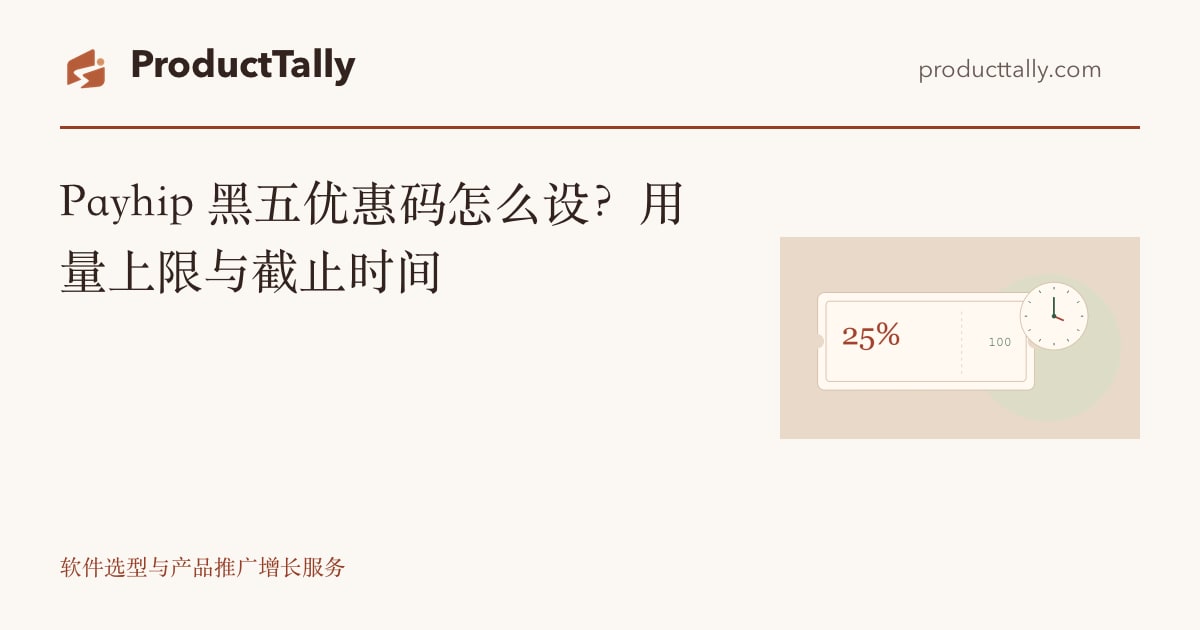 ProductTally
producttally.com
Payhip 黑五优惠码怎么设？用
量上限与截止时间
25%
100
软件选型与产品推广增长服务